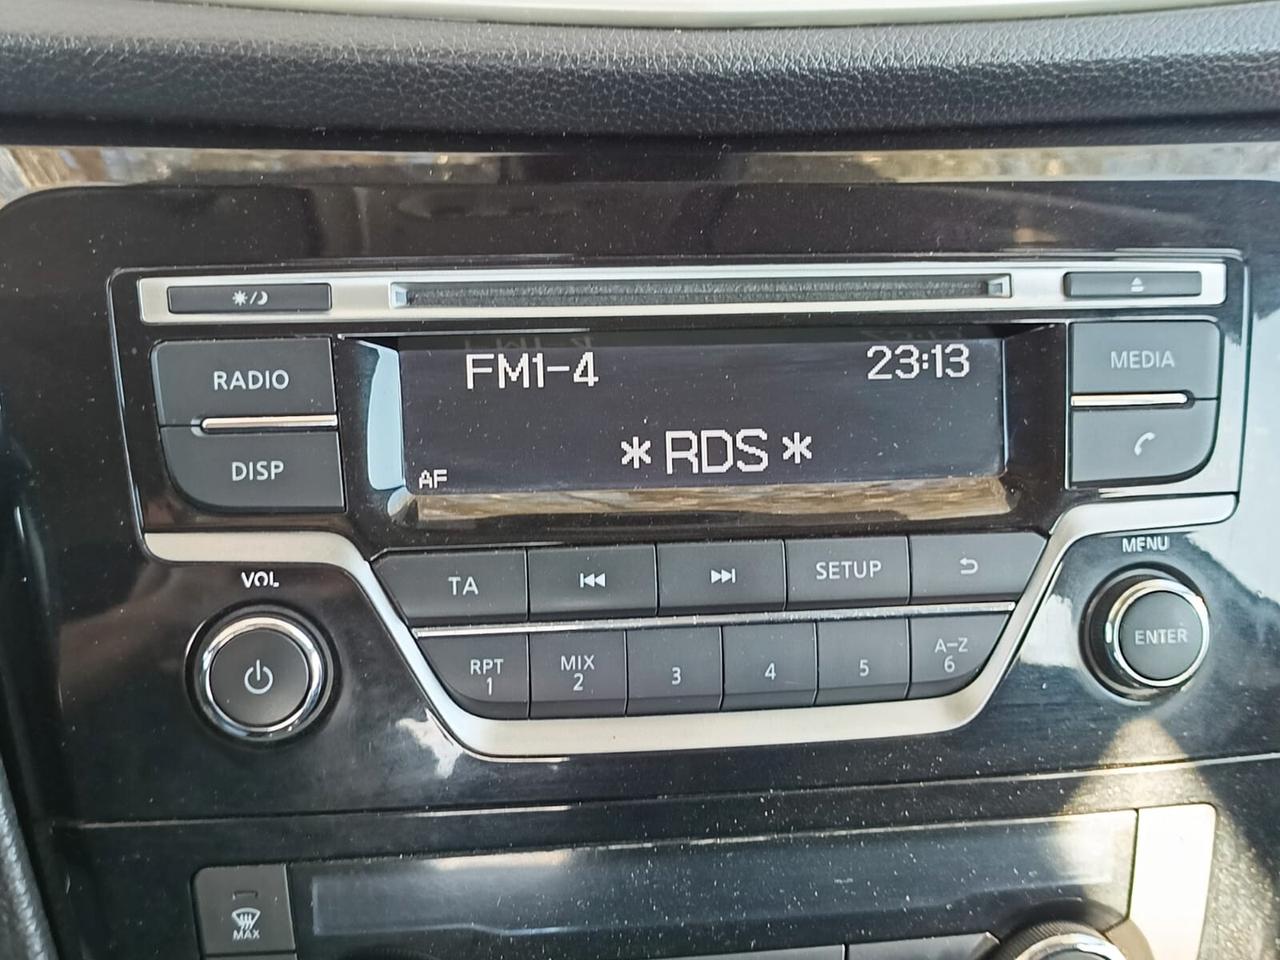 RADIO
DISP
FM1-4 23:13
*RDS*
AF
MEDIA
VOL
TA
SETUP
MENU
ENTER
RPT
1
MIX
2
3
4
5
A-Z
6
MAX